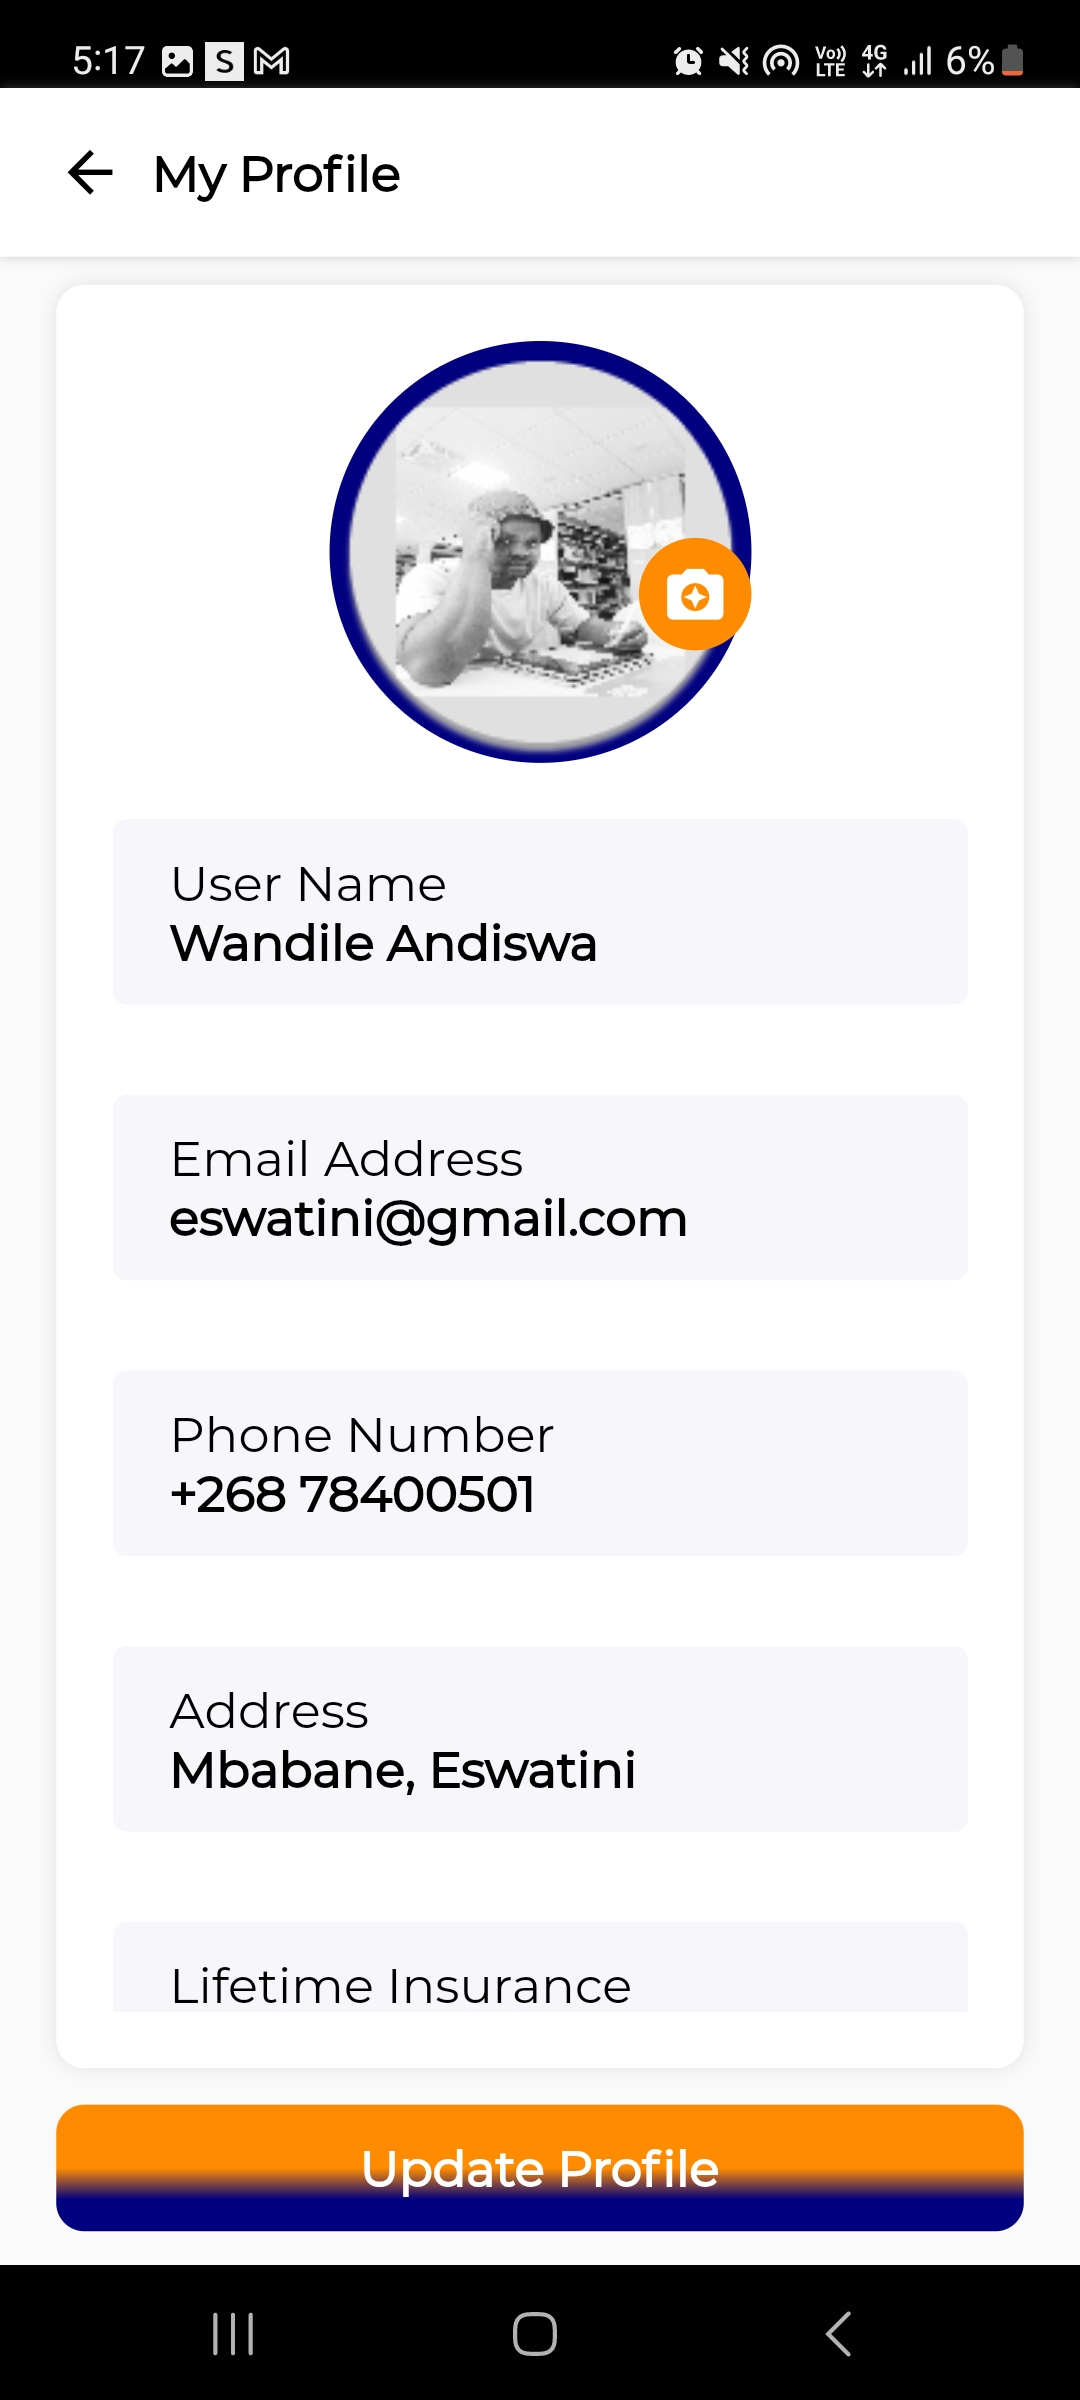 5:17 S Vo)) LTE 4G 6%
My Profile
User Name
Wandile Andiswa
Email Address
eswatini@gmail.com
Phone Number
+268 78400501
Address
Mbabane, Eswatini
Lifetime Insurance
Update Profile